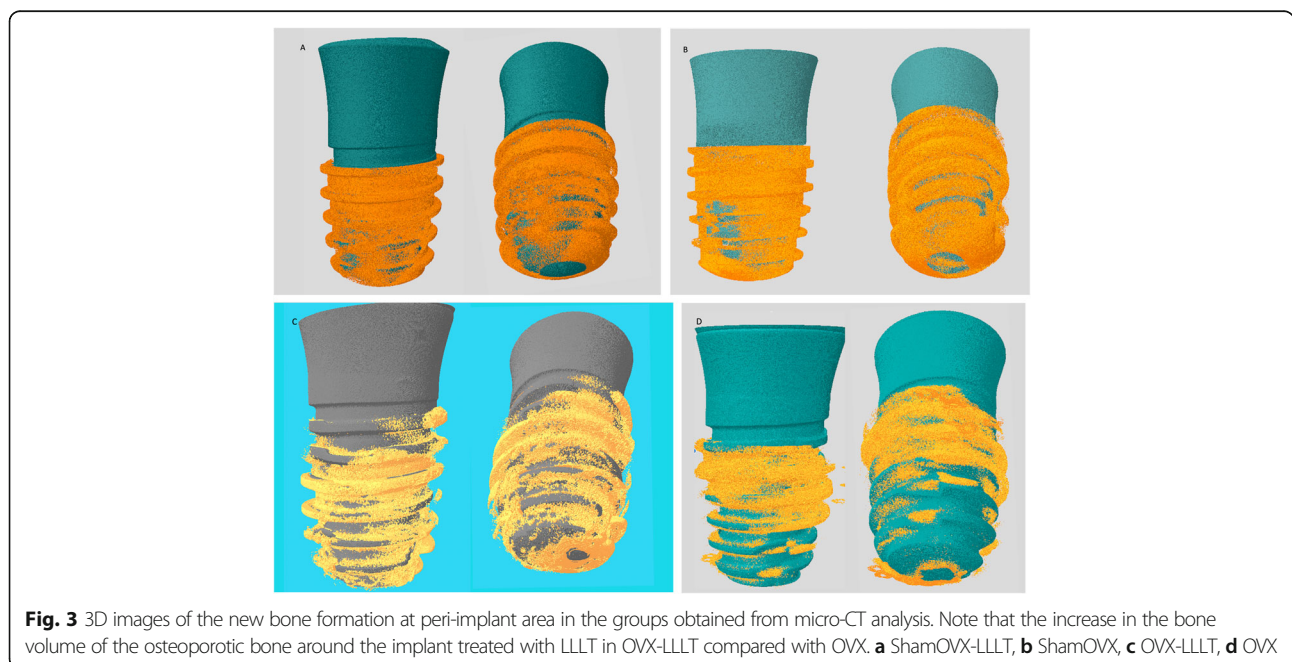 A
B
C
D
Fig. 3 3D images of the new bone formation at peri-implant area in the groups obtained from micro-CT analysis. Note that the increase in the bone
volume of the osteoporotic bone around the implant treated with LLLT in OVX-LLLT compared with OVX. a ShamOVX-LLLT, b ShamOVX, c OVX-LLLT, d OVX